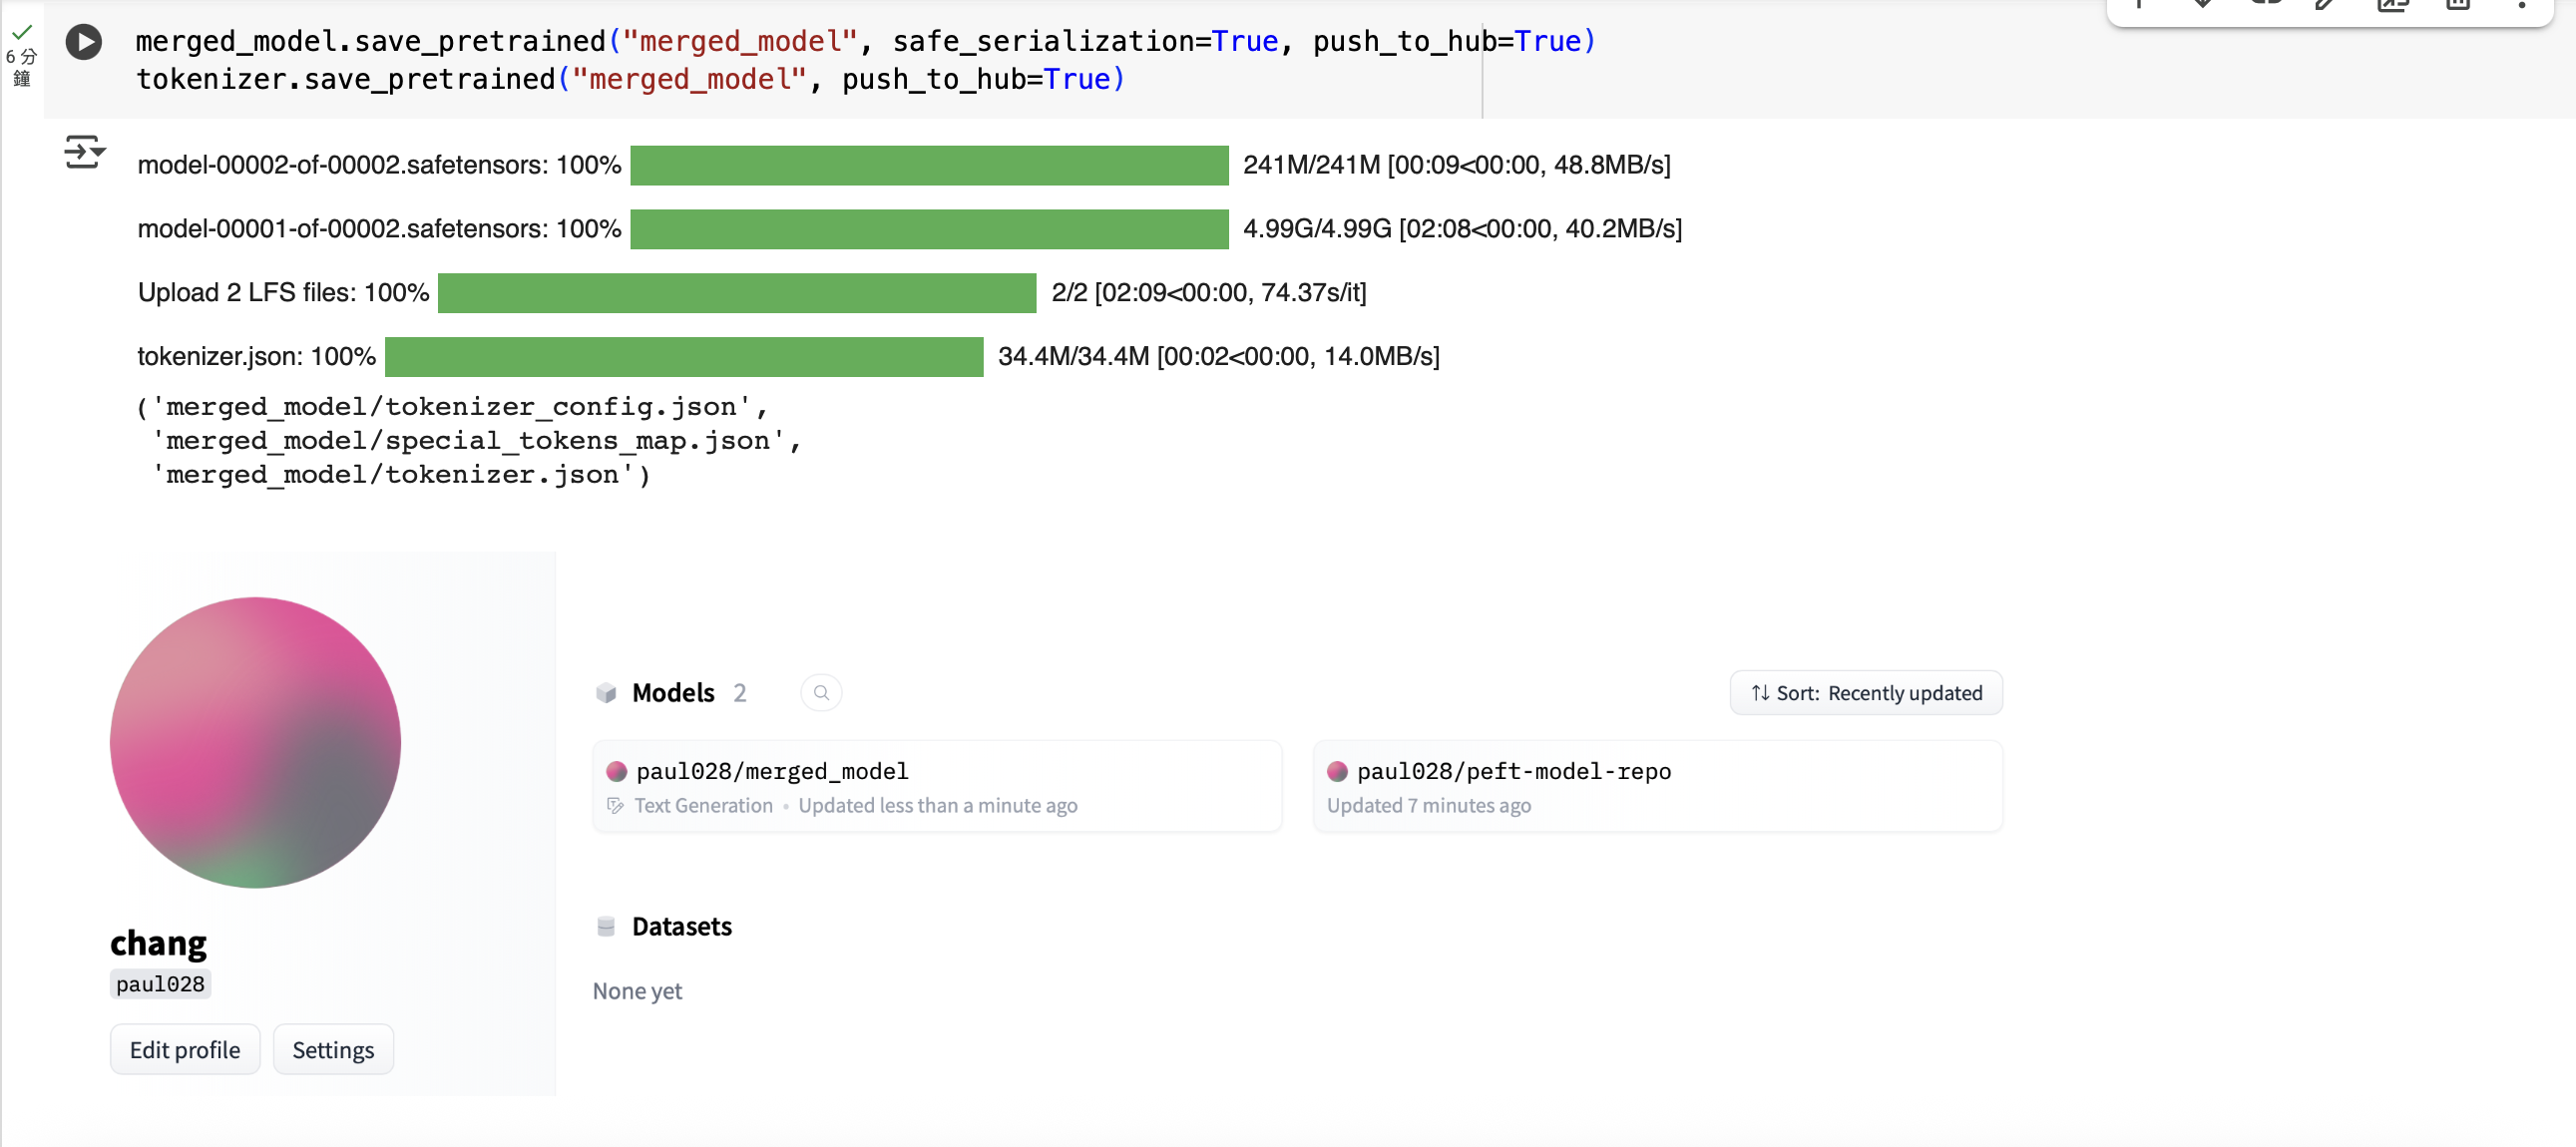 merged_model.save_pretrained("merged_model", safe_serialization=True, push_to_hub=True)
tokenizer.save_pretrained("merged_model", push_to_hub=True)
6 分
鐘
model-00002-of-00002.safetensors: 100% 241M/241M [00:09<00:00, 48.8MB/s]
model-00001-of-00002.safetensors: 100% 4.99G/4.99G [02:08<00:00, 40.2MB/s]
Upload 2 LFS files: 100% 2/2 [02:09<00:00, 74.37s/it]
tokenizer.json: 100% 34.4M/34.4M [00:02<00:00, 14.0MB/s]
('merged_model/tokenizer_config.json',
'merged_model/special_tokens_map.json',
'merged_model/tokenizer.json')
chang
paul028
Edit profile Settings
Models 2
Sort: Recently updated
paul028/merged_model
Text Generation • Updated less than a minute ago
paul028/peft-model-repo
Updated 7 minutes ago
Datasets
None yet